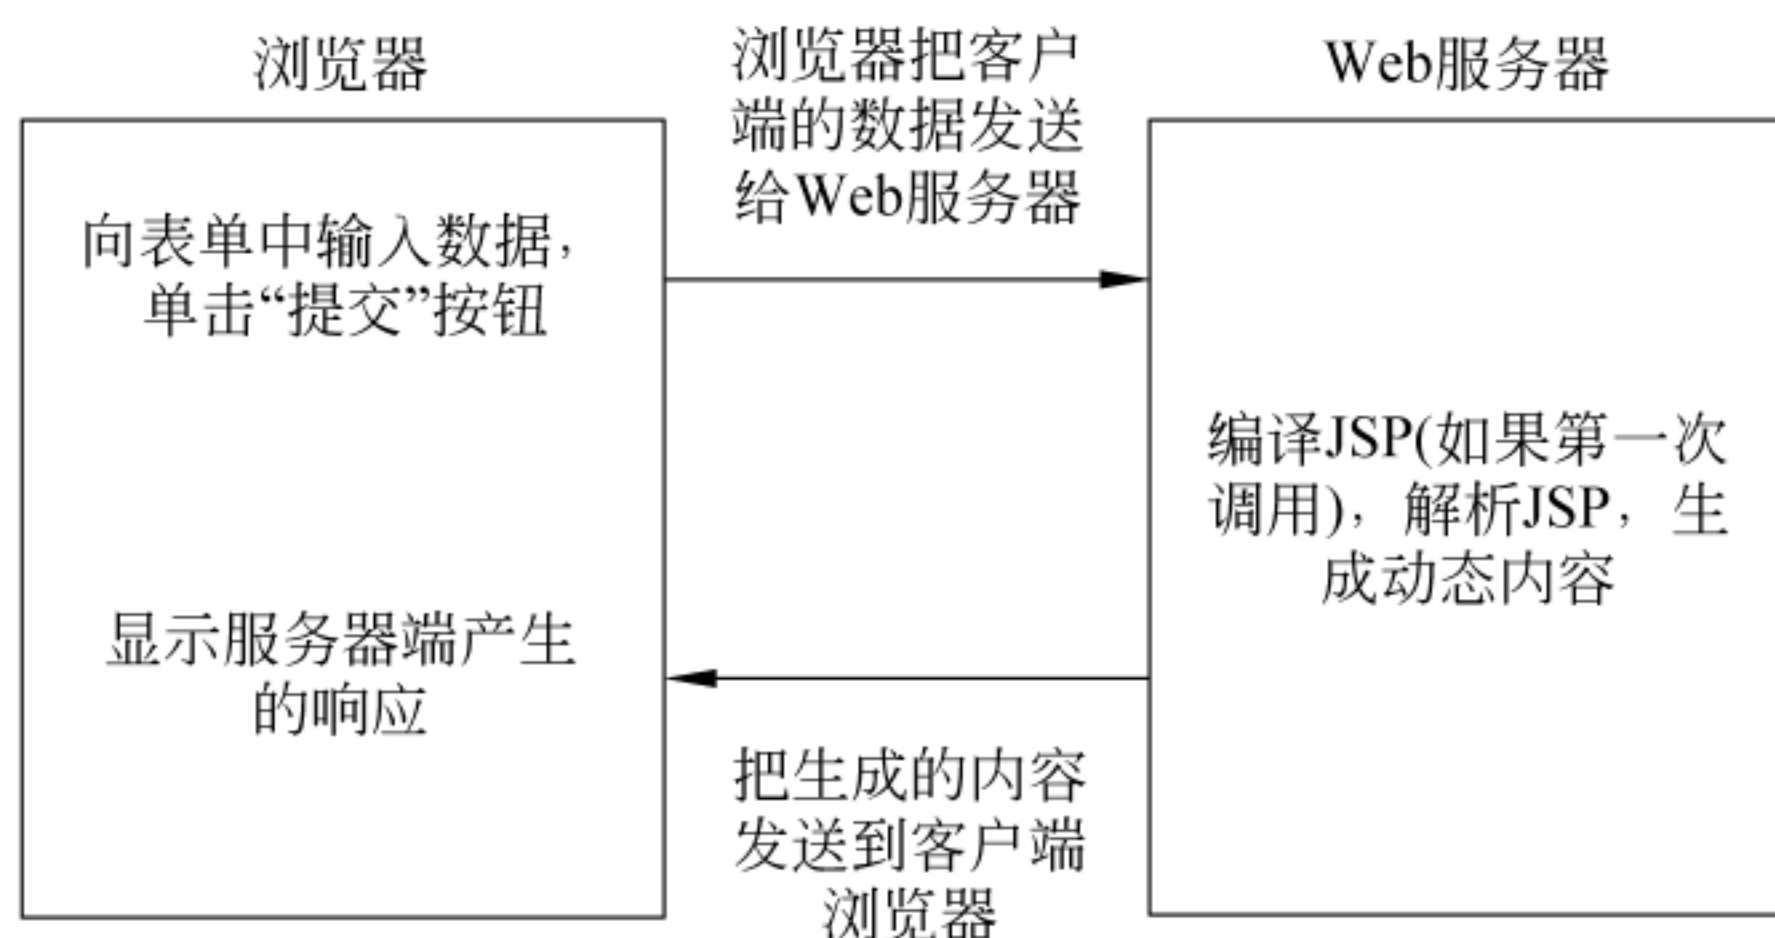 浏览器
向表单中输入数据，
单击“提交”按钮
显示服务器端产生
的响应
浏览器把客户
端的数据发送
给Web服务器
把生成的内容
发送到客户端
浏览器
Web服务器
编译JSP(如果第一次
调用)，解析JSP，生
成动态内容